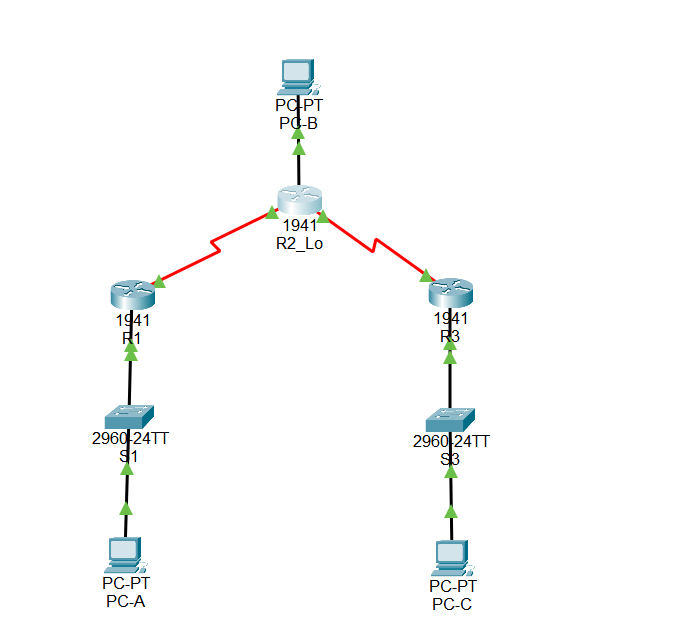 PC-PT
PC-B
1941
R2_Lo
1941
R1
1941
R3
2960-24TT
S1
2960-24TT
S3
PC-PT
PC-A
PC-PT
PC-C